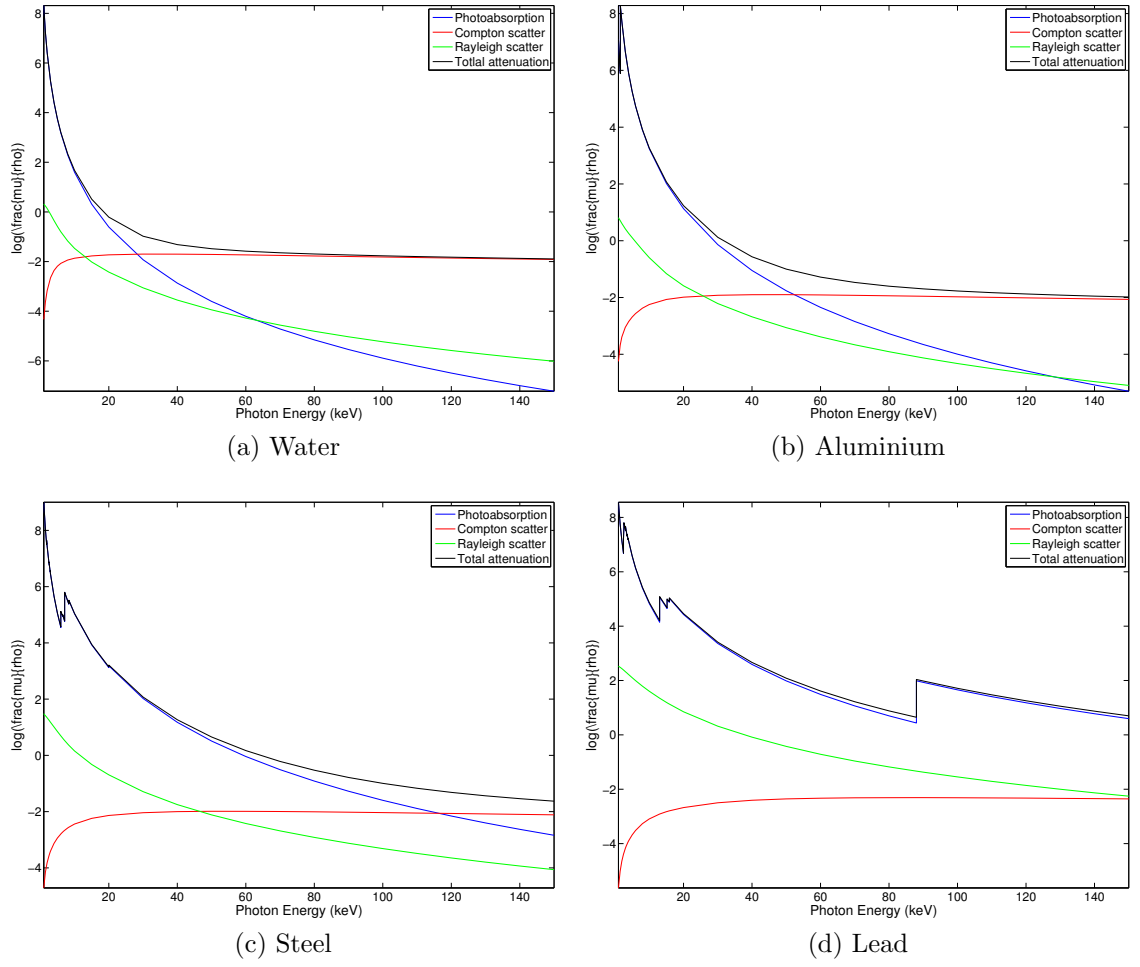 8
6
4
2
0
−2
−4
−6
log(\frac{mu}{rho})
20 40 60 80 100 120 140
Photon Energy (keV)
Photoabsorption
Compton scatter
Rayleigh scatter
Totlal attenuation
(a) Water
8
6
4
2
0
−2
−4
log(\frac{mu}{rho})
20 40 60 80 100 120 140
Photon Energy (keV)
Photoabsorption
Compton scatter
Rayleigh scatter
Total attenuation
(b) Aluminium
8
6
4
2
0
−2
−4
log(\frac{mu}{rho})
20 40 60 80 100 120 140
Photon Energy (keV)
Photoabsorption
Compton scatter
Rayleigh scatter
Total attenuation
(c) Steel
8
6
4
2
0
−2
−4
log(\frac{mu}{rho})
20 40 60 80 100 120 140
Photon Energy (keV)
Photoabsorption
Compton scatter
Rayleigh scatter
Total attenuation
(d) Lead